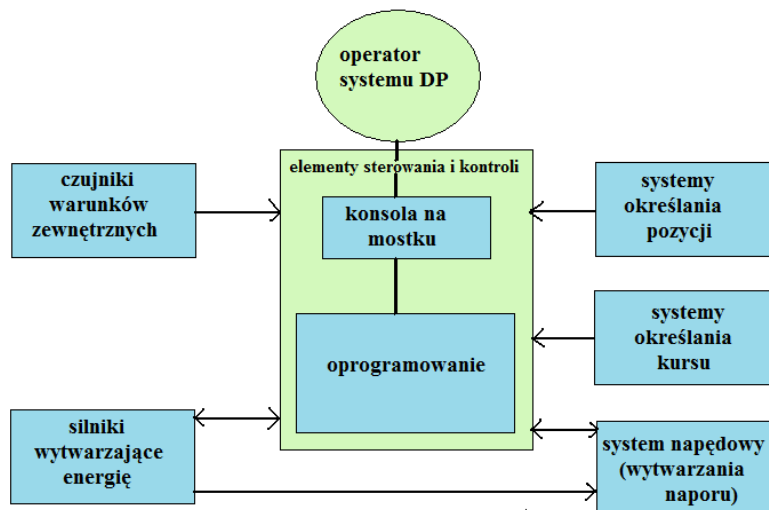 operator
systemu DP
elementy sterowania i kontroli
czujniki
warunków
zewnętrznych
konsola na
mostku
systemy
określania
pozycji
oprogramowanie
systemy
określania
kursu
silniki
wytwarzające
energię
system napędowy
(wytwarzania
naporu)